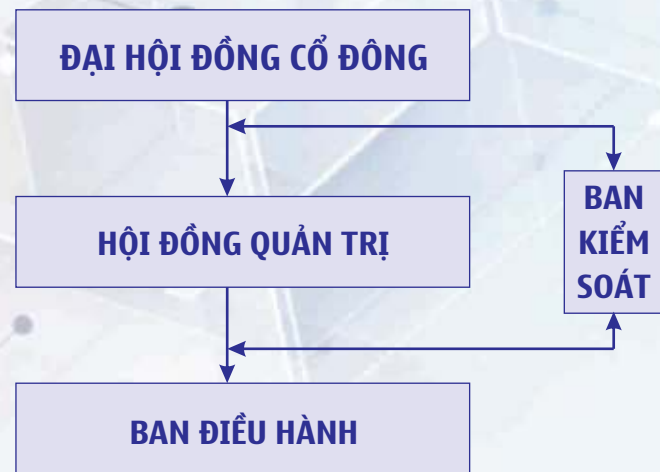 ĐẠI HỘI ĐỒNG CỔ ĐÔNG
HỘI ĐỒNG QUẢN TRỊ
BAN
KIỂM
SOÁT
BAN ĐIỀU HÀNH